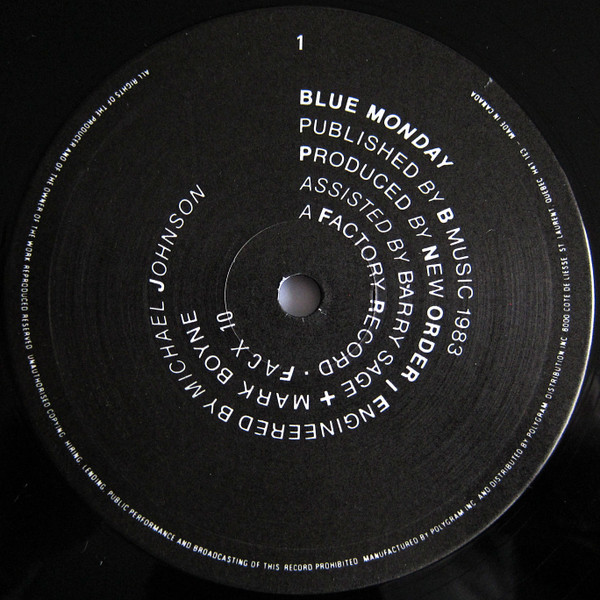 1
BLUE MONDAY
PUBLISHED BY B MUSIC 1983
PRODUCED BY NEW ORDER | ENGINEERED BY MICHAEL JOHNSON
ASSISTED BY BARRY SAGE + MARK BOYNE
A FACTORY RECORD · FAC X 10
ALL RIGHTS OF THE PRODUCER AND OF THE OWNER OF THE WORK REPRODUCED RESERVED. UNAUTHORISED COPYING, HIRING, LENDING, PUBLIC PERFORMANCE AND BROADCASTING OF THIS RECORD PROHIBITED. MANUFACTURED BY POLYGRAM INC. AND DISTRIBUTED BY POLYGRAM DISTRIBUTION INC. 6000 COTE DE LIESSE ST. LAURENT QUEBEC H4T 1E3 MADE IN CANADA